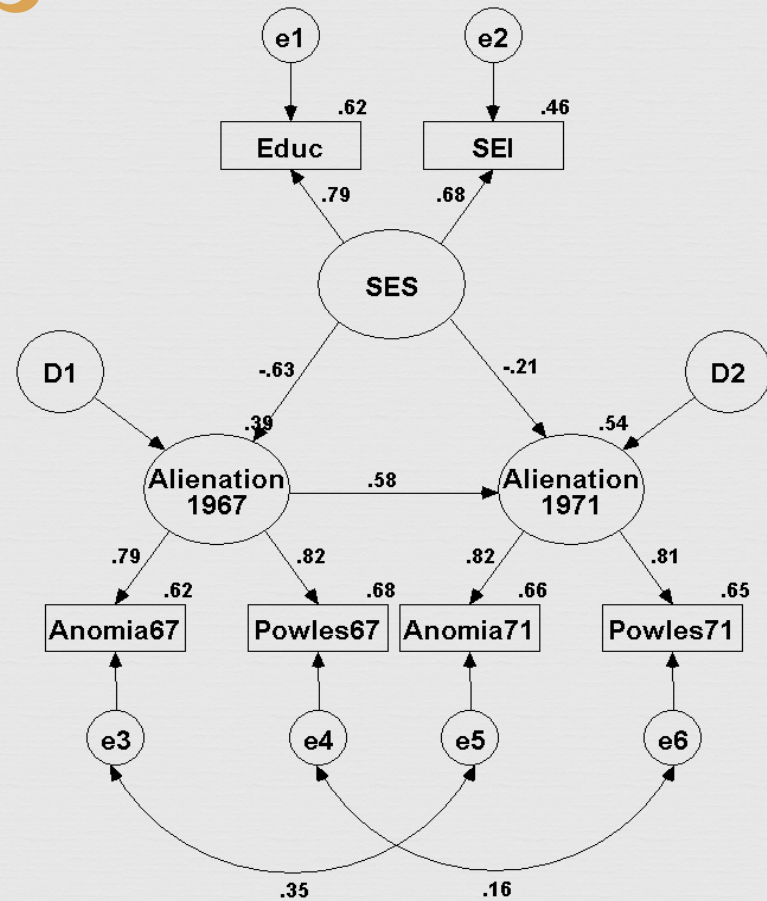 e1
e2
.62
.46
Educ
SEI
.79
.68
SES
D1
-.63
-.21
D2
.39
.54
Alienation
1967
.58
Alienation
1971
.79
.82
.82
.81
.62
.68
.66
.65
Anomia67
Powles67
Anomia71
Powles71
e3
e4
e5
e6
.35
.16